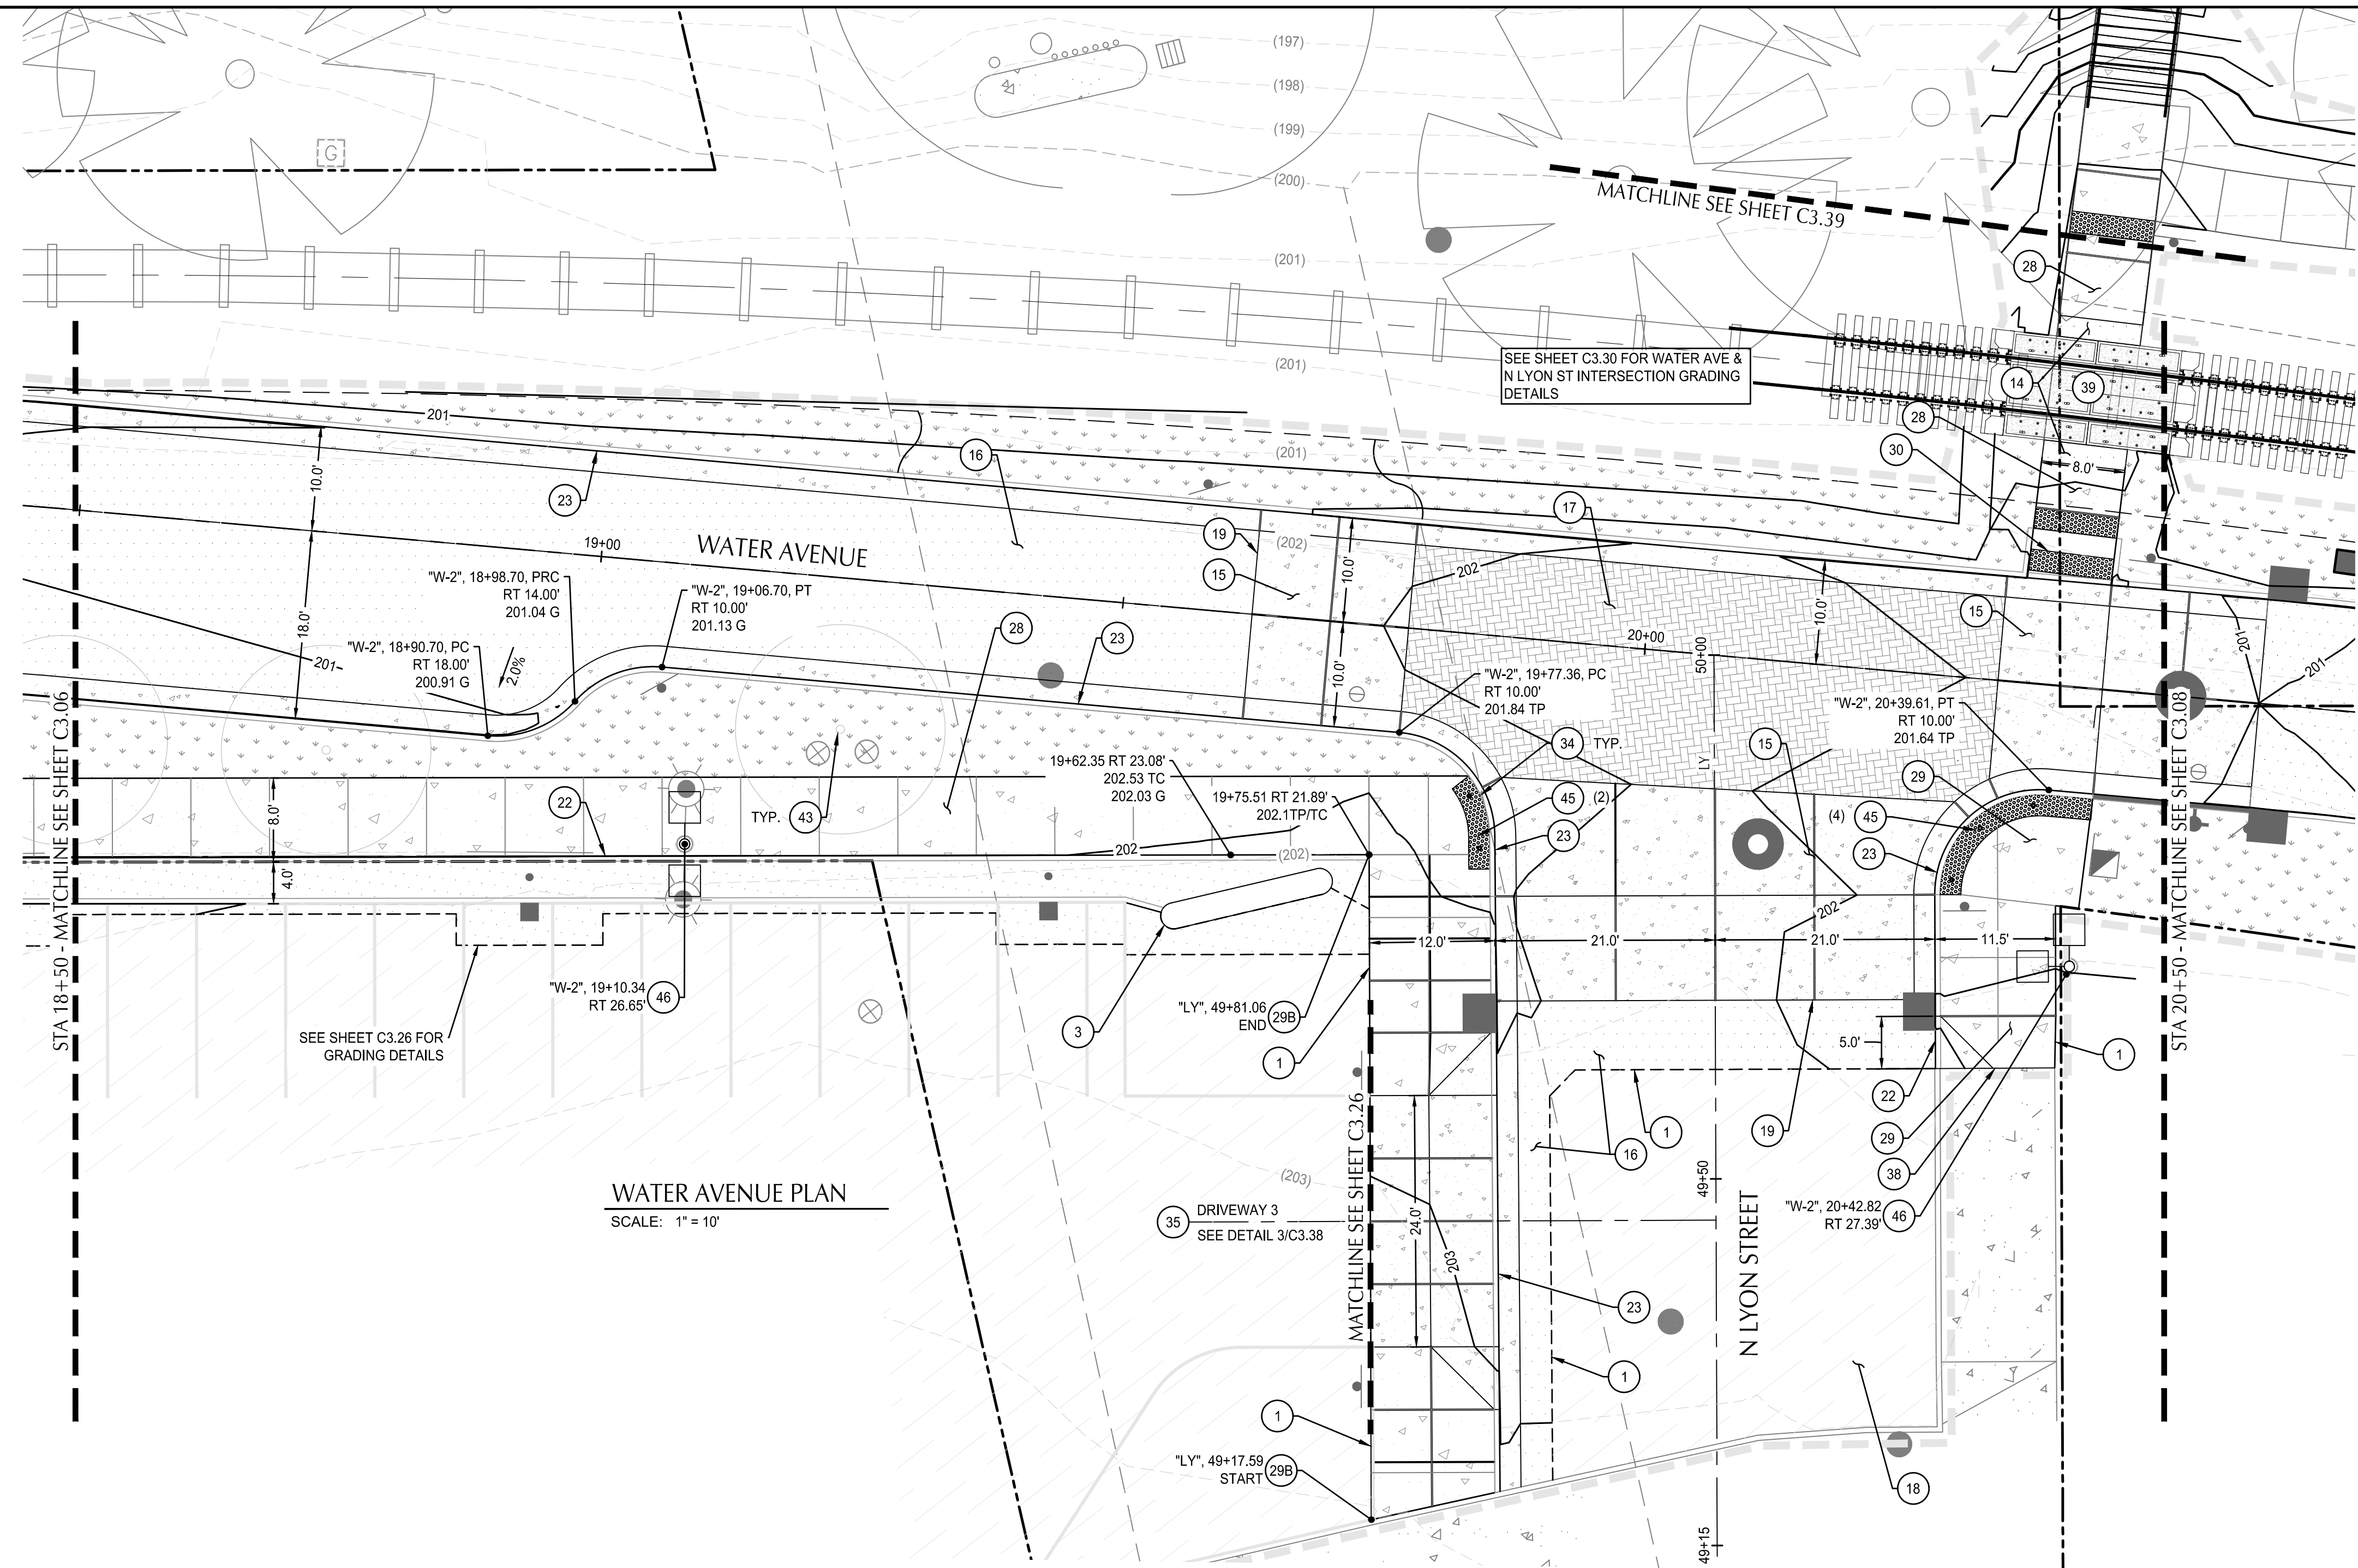 (197)
(198)
(199)
(200)
(201)
G
MATCHLINE SEE SHEET C3.39
28
(201)
SEE SHEET C3.30 FOR WATER AVE &
N LYON ST INTERSECTION GRADING
DETAILS
14
39
28
30
8.0'
201
16
(201)
23
10.0'
17
19
(202)
15
10.0'
202
19+00
WATER AVENUE
10.0'
15
20+00
50+00
"W-2", 18+98.70, PRC
RT 14.00'
201.04 G
"W-2", 19+06.70, PT
RT 10.00'
201.13 G
28
23
18.0'
"W-2", 18+90.70, PC
RT 18.00'
200.91 G
201
2.0%
10.0'
"W-2", 19+77.36, PC
RT 10.00'
201.84 TP
"W-2", 20+39.61, PT
RT 10.00'
201.64 TP
201
201
34 TYP.
15
LY
29
19+62.35 RT 23.08'
202.53 TC
202.03 G
19+75.51 RT 21.89'
202.1TP/TC
45 (2)
(4) 45
23
23
8.0'
22
TYP. 43
202
(202)
4.0'
202
12.0'
21.0'
21.0'
11.5'
STA 18+50 - MATCHLINE SEE SHEET C3.06
STA 20+50 - MATCHLINE SEE SHEET C3.08
"W-2", 19+10.34
RT 26.65'
46
"LY", 49+81.06
END
29B
3
1
SEE SHEET C3.26 FOR
GRADING DETAILS
5.0'
1
22
1
16
19
29
38
MATCHLINE SEE SHEET C3.26
24.0'
203
(203)
49+50
WATER AVENUE PLAN
SCALE: 1" = 10'
35
DRIVEWAY 3
SEE DETAIL 3/C3.38
"W-2", 20+42.82
RT 27.39'
46
N LYON STREET
23
1
1
"LY", 49+17.59
START
29B
18
49+15